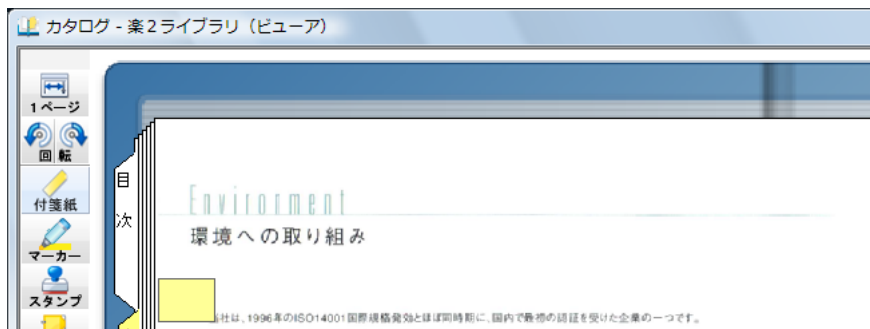 カタログ - 楽2ライブラリ（ビューア）
1ページ
回転
付箋紙
マーカー
スタンプ
目次
Environment
環境への取り組み
当社は、1996年のISO14001国際規格発効とほぼ同時期に、国内で最初の認証を受けた企業の一つです。